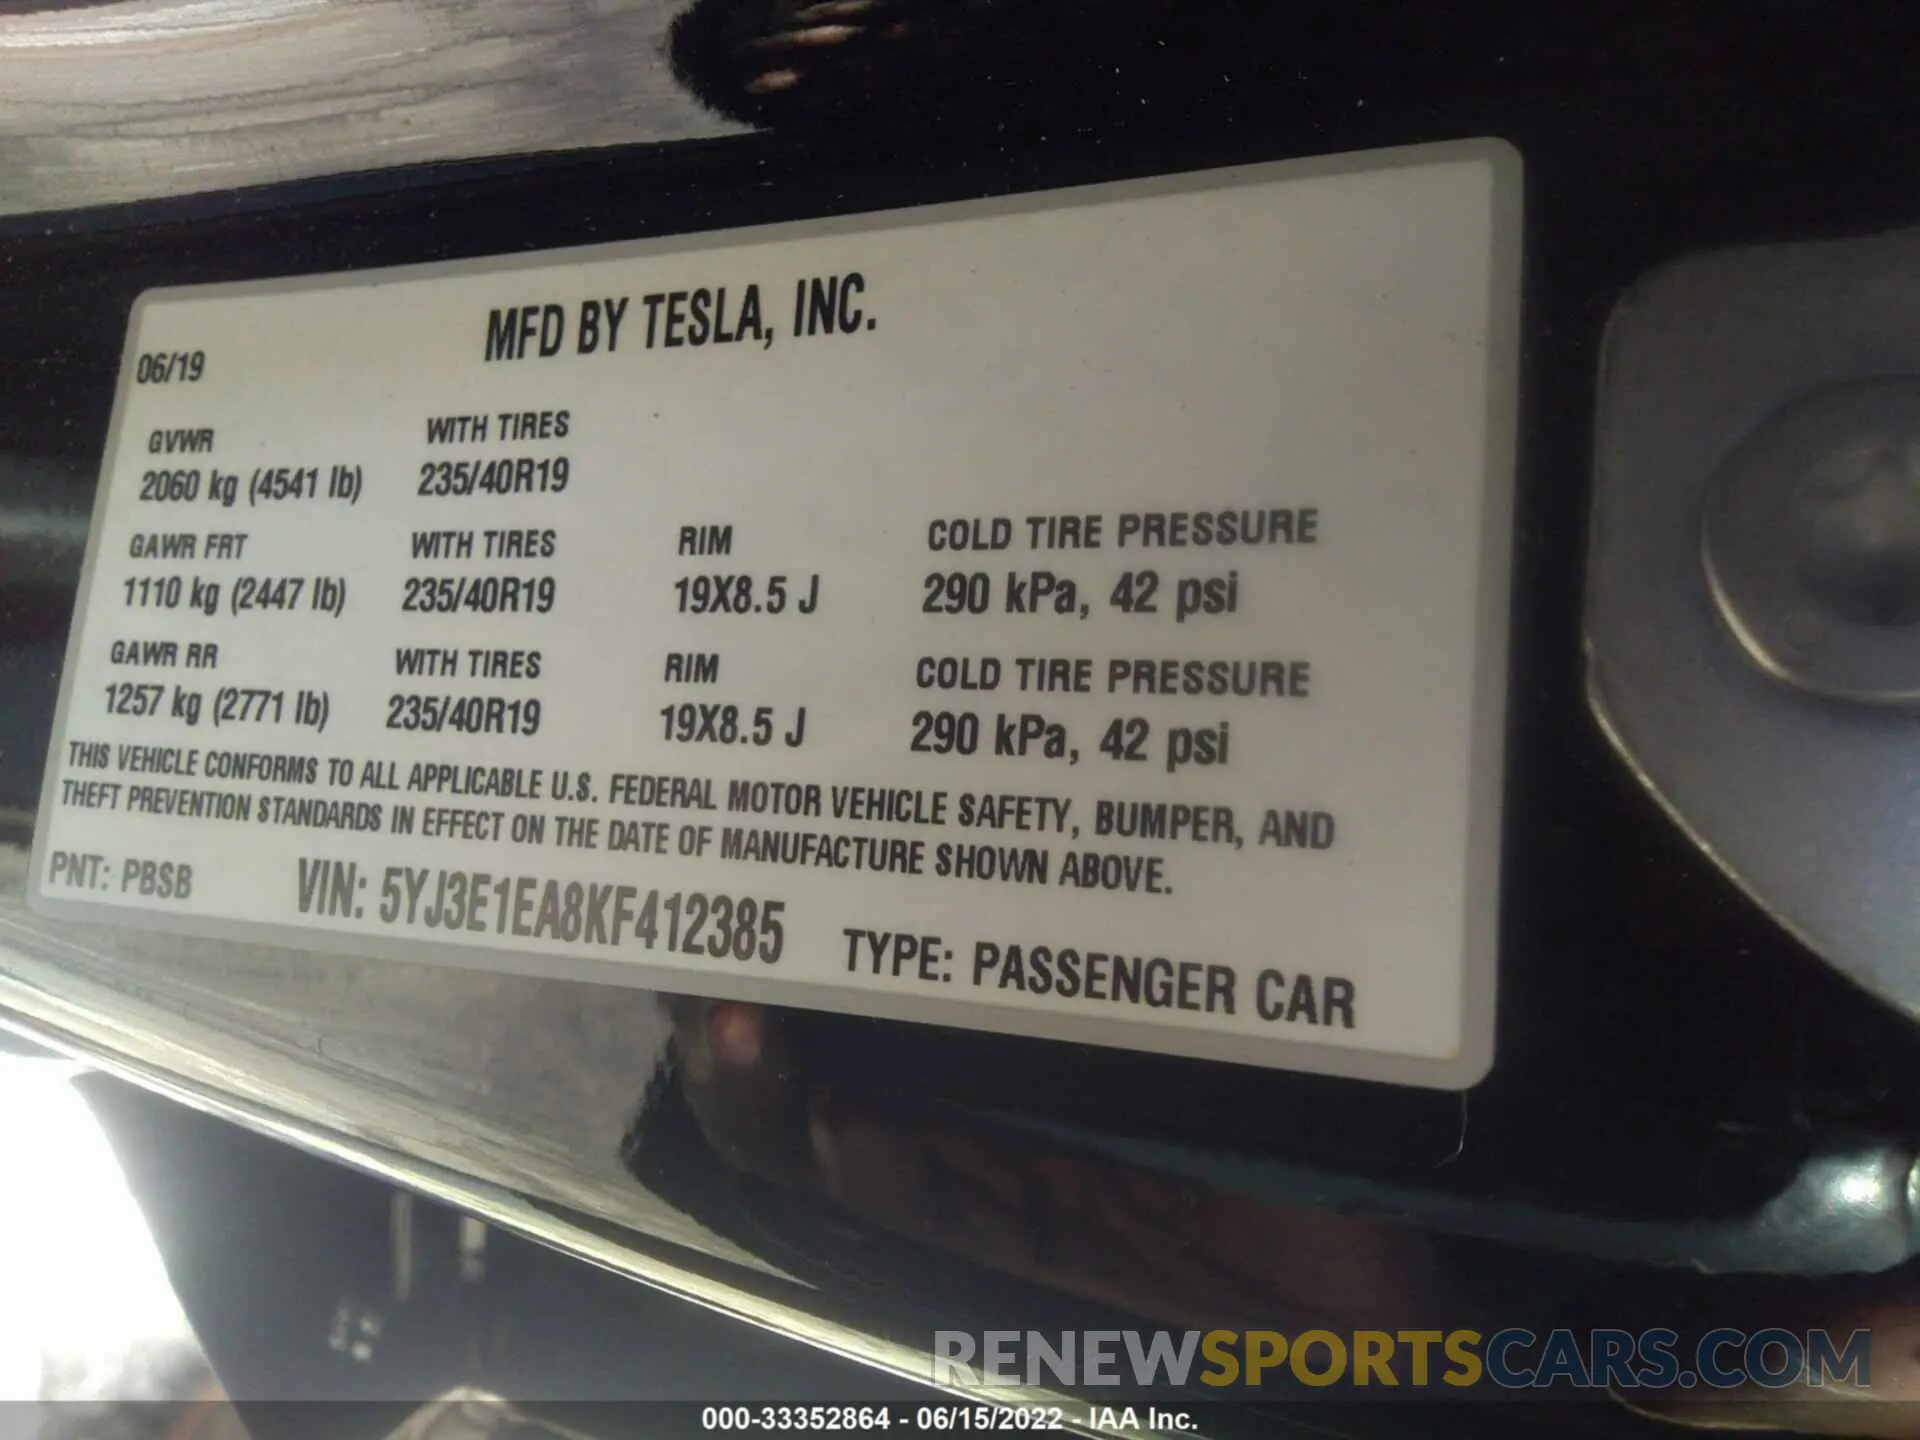 MFD BY TESLA, INC.
06/19
GVWR WITH TIRES
2060 kg (4541 lb) 235/40R19
GAWR FRT WITH TIRES RIM COLD TIRE PRESSURE
1110 kg (2447 lb) 235/40R19 19X8.5 J 290 kPa, 42 psi
GAWR RR WITH TIRES RIM COLD TIRE PRESSURE
1257 kg (2771 lb) 235/40R19 19X8.5 J 290 kPa, 42 psi
THIS VEHICLE CONFORMS TO ALL APPLICABLE U.S. FEDERAL MOTOR VEHICLE SAFETY, BUMPER, AND
THEFT PREVENTION STANDARDS IN EFFECT ON THE DATE OF MANUFACTURE SHOWN ABOVE.
PNT: PBSB VIN: 5YJ3E1EA8KF412385 TYPE: PASSENGER CAR
RENEWSPORTSCARS.COM
000-33352864 - 06/15/2022 - IAA Inc.